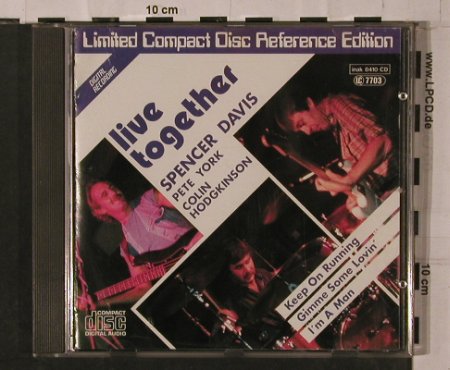 10 cm
Limited Compact Disc Reference Edition
DIGITAL
RECORDING
inak 8410 CD
LC 7703
live
together
SPENCER DAVIS
PETE YORK
COLIN
HODGKINSON
Keep On Running
Gimme Some Lovin'
I'm A Man
COMPACT
disc
DIGITAL AUDIO
www.LPCD.de
10 cm